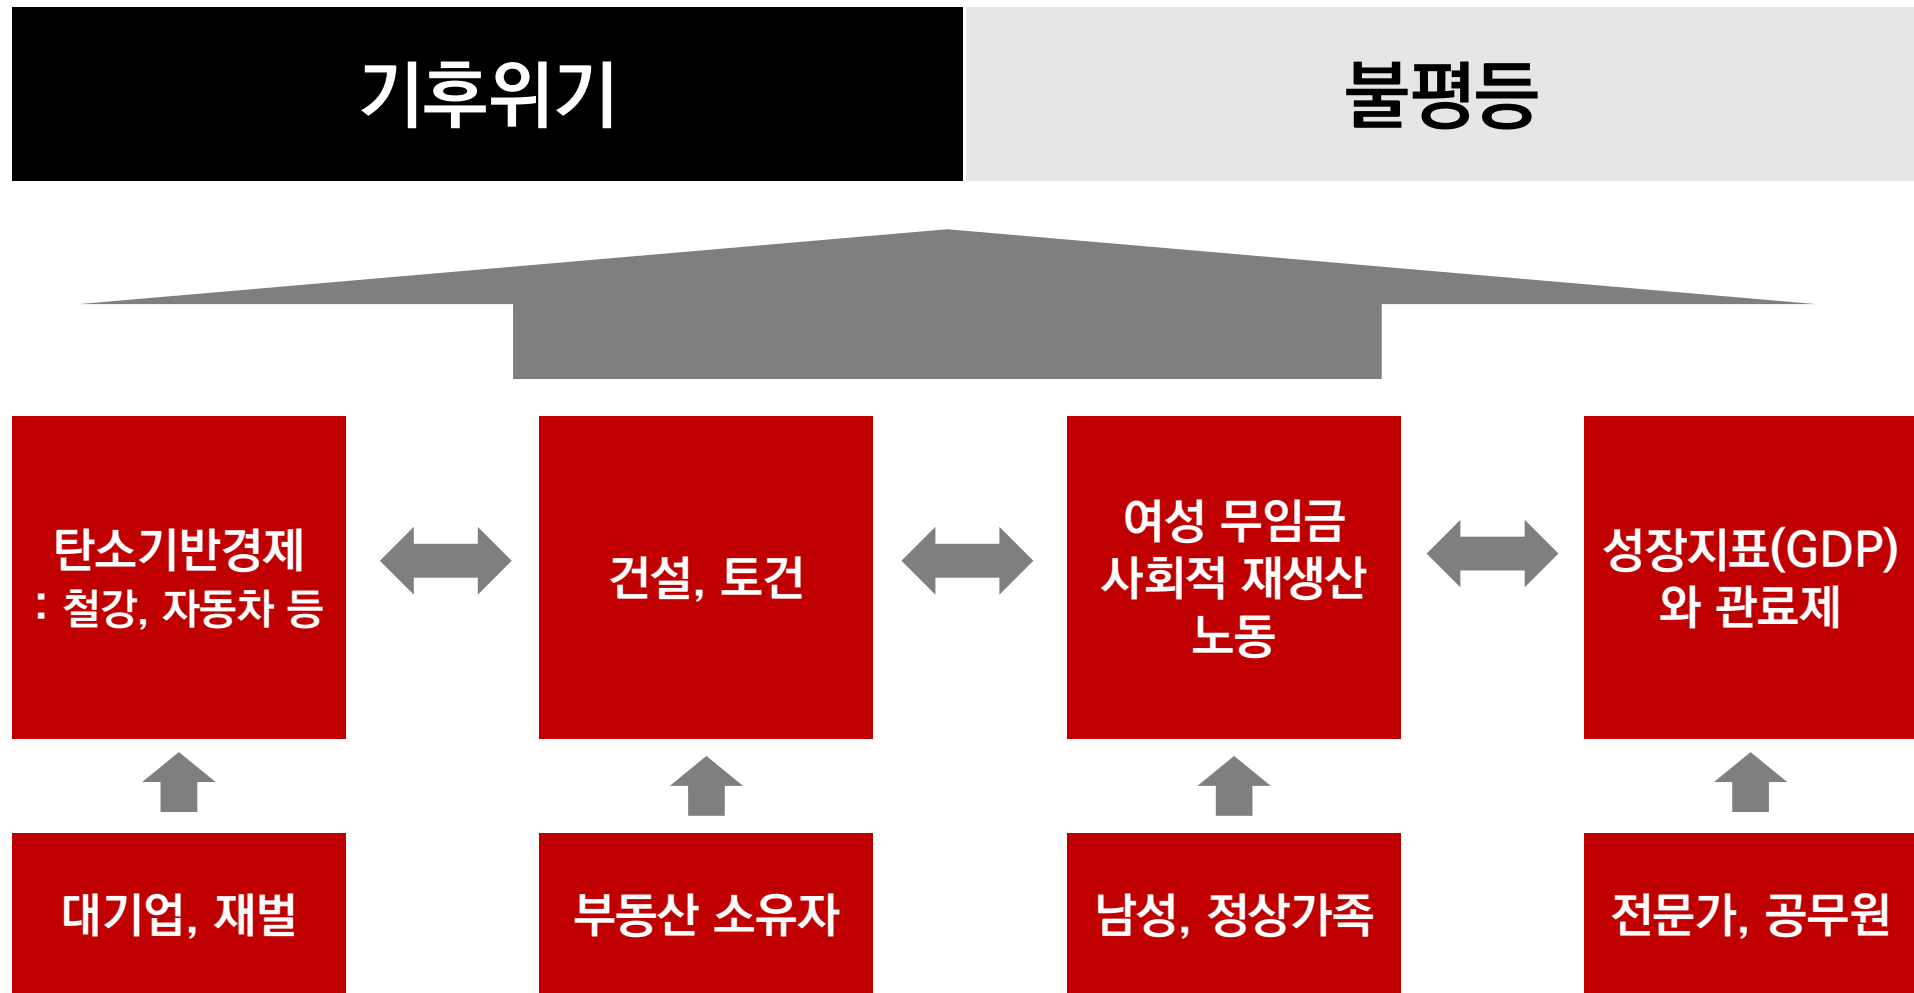 기후위기
불평등
탄소기반경제
: 철강, 자동차 등
건설, 토건
여성 무임금
사회적 재생산
노동
성장지표(GDP)
와 관료제
대기업, 재벌
부동산 소유자
남성, 정상가족
전문가, 공무원